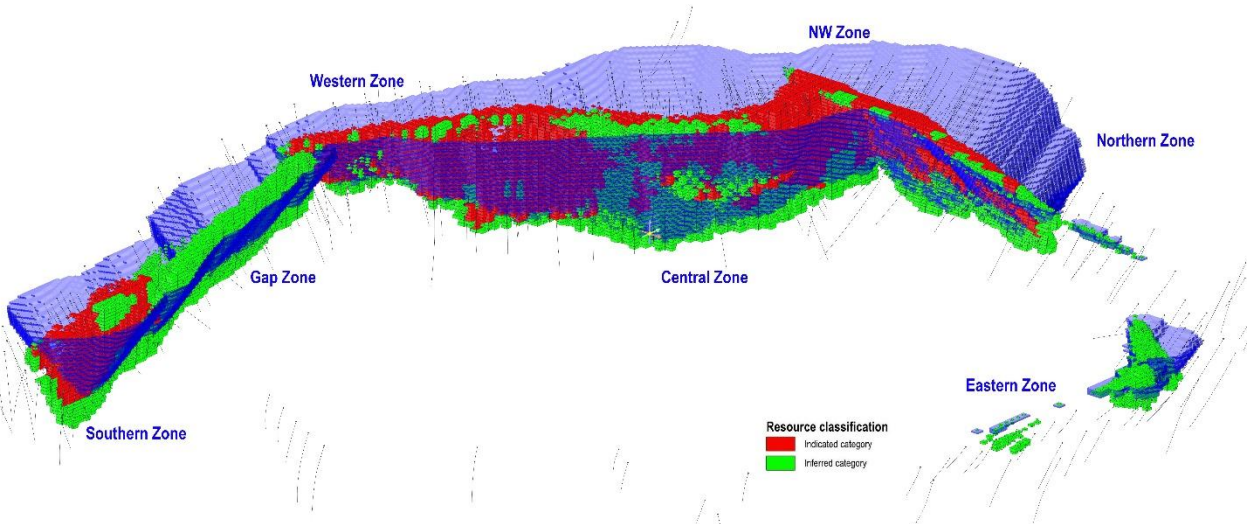 NW Zone
Western Zone
Northern Zone
Gap Zone
Central Zone
Eastern Zone
Southern Zone
Resource classification
Indicated category
Inferred category